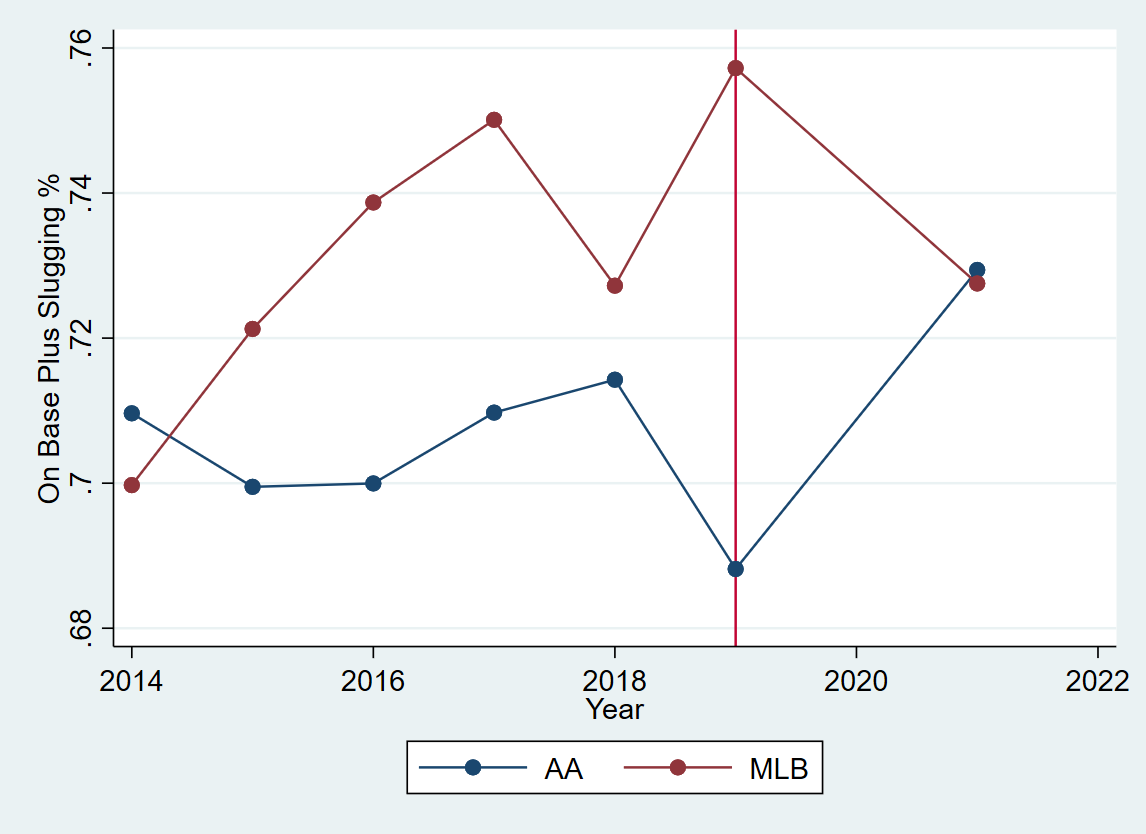 On Base Plus Slugging %
.76
.74
.72
.7
.68
2014 2016 2018 2020 2022
Year
AA MLB